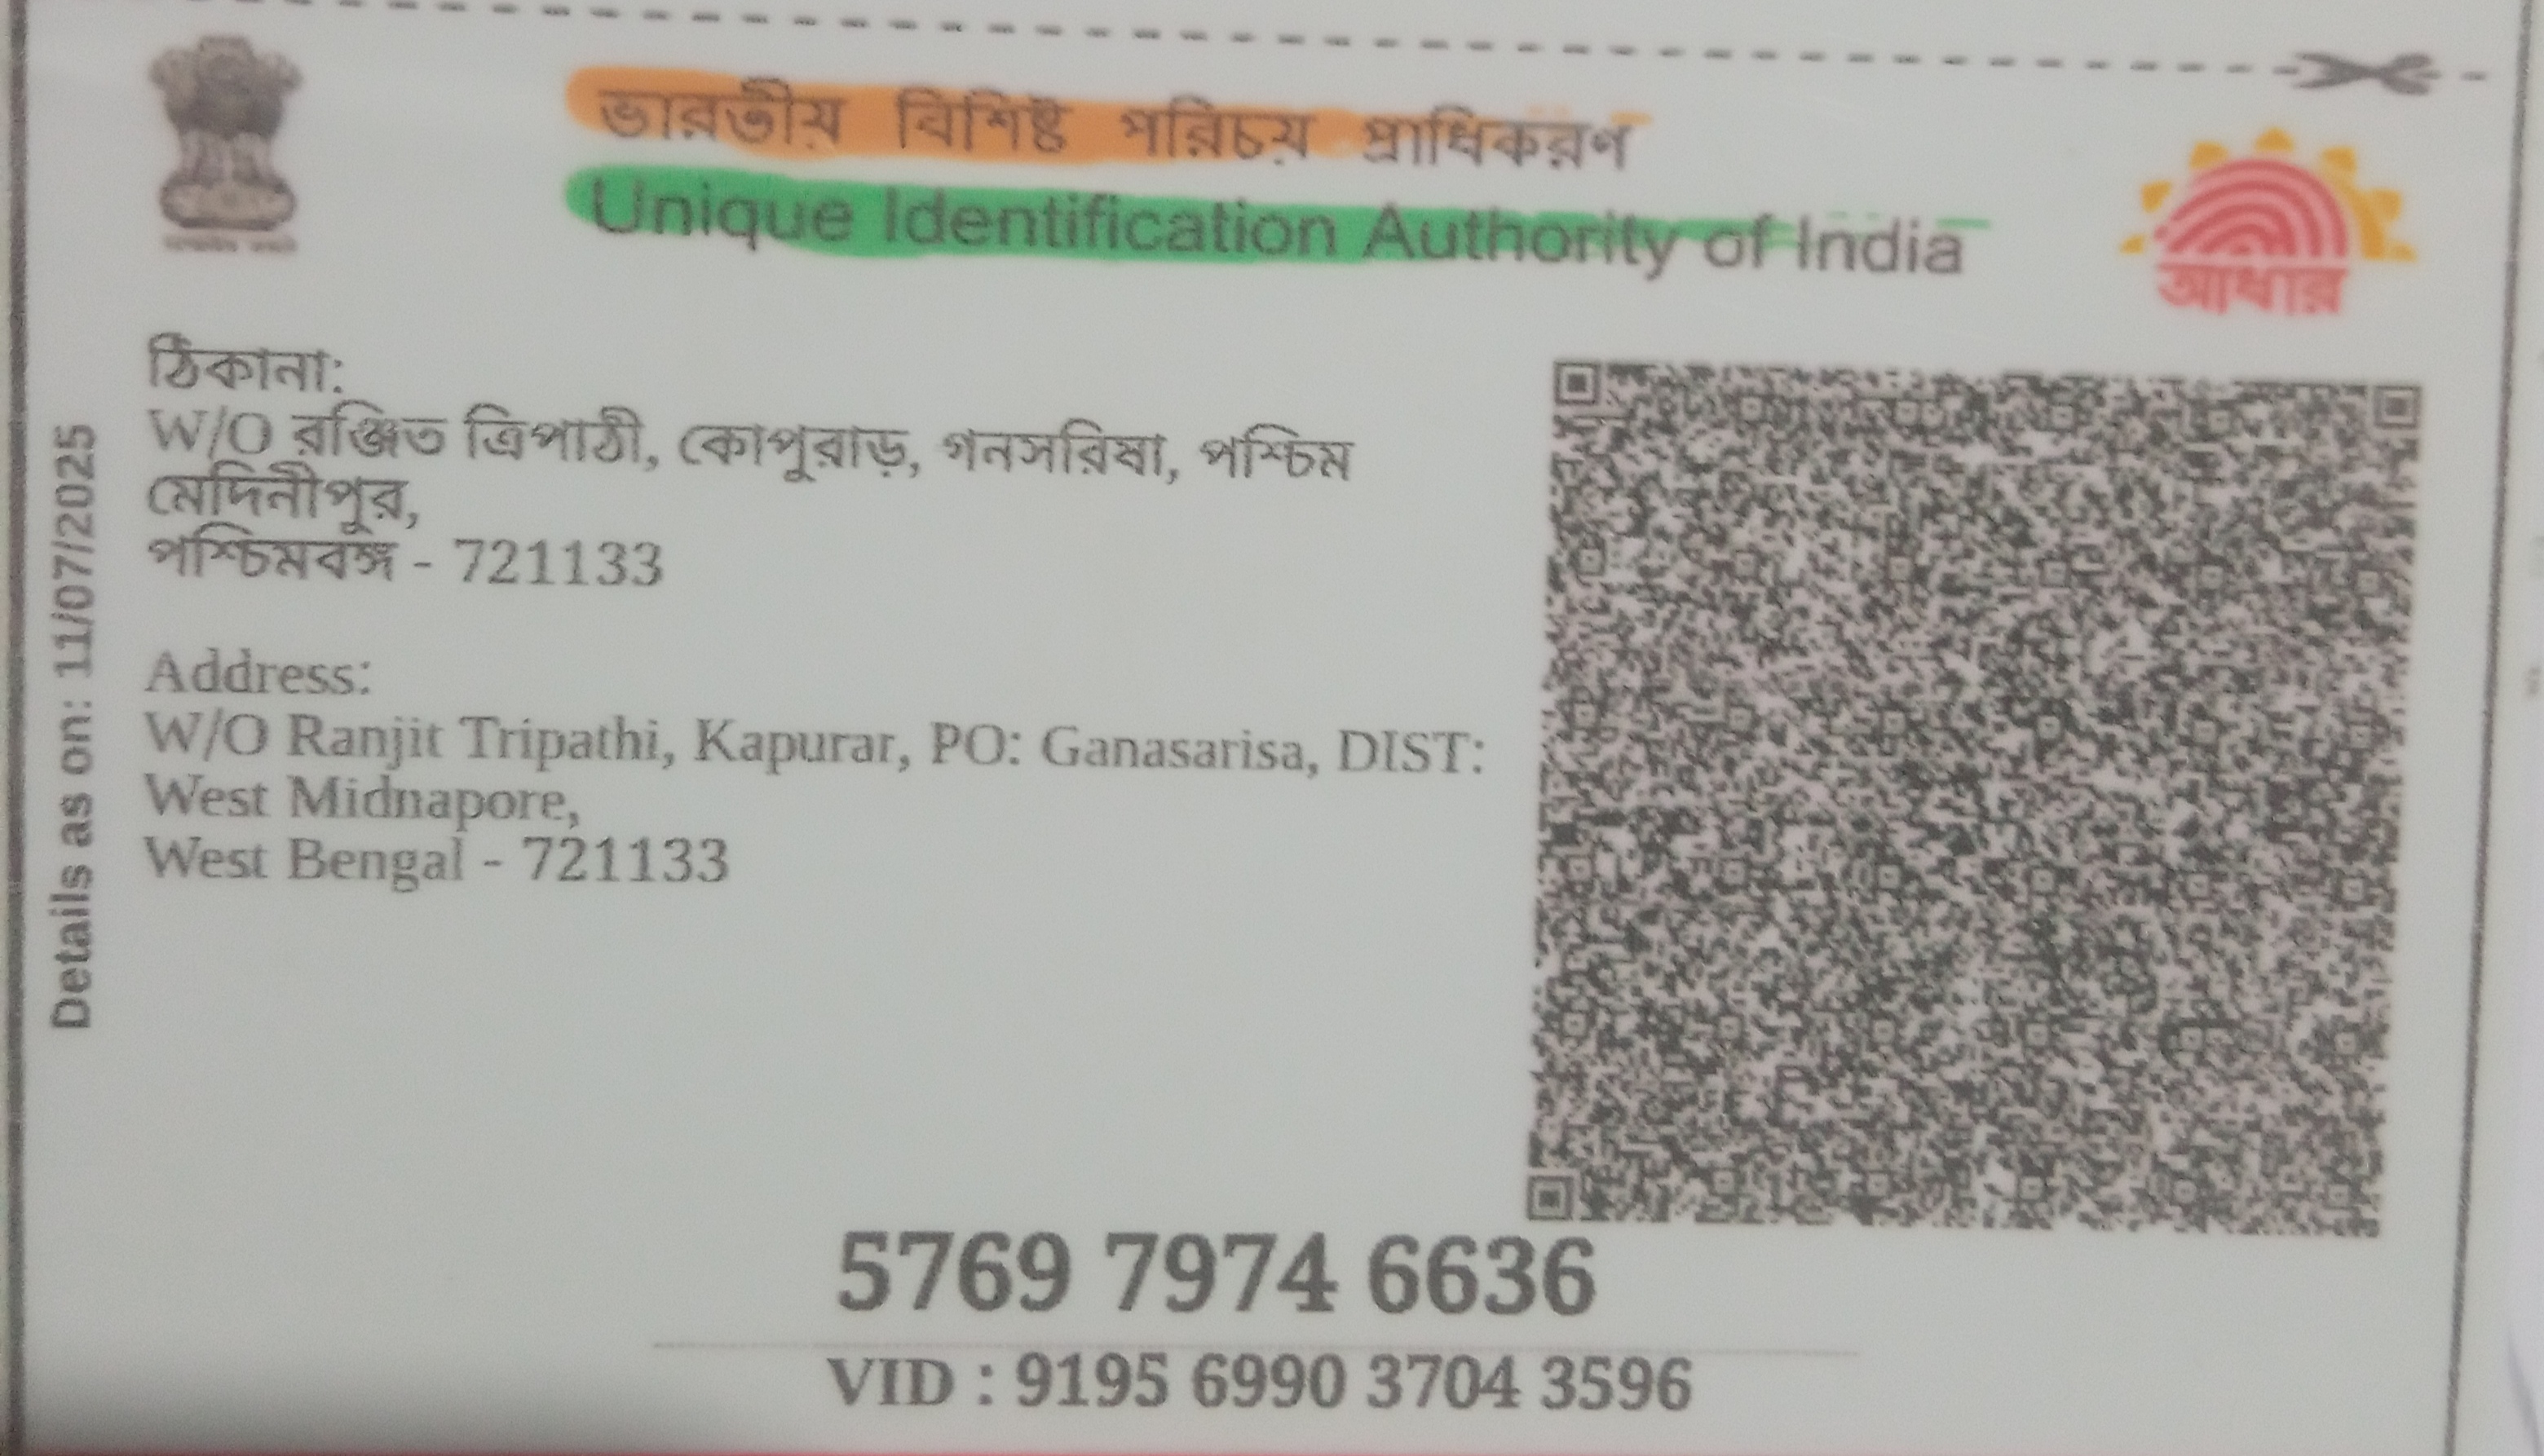 ভারতীয় বিশিষ্ট পরিচয় প্রাধিকরণ
Unique Identification Authority of India
আধার
ঠিকানা:
W/O রঞ্জিত ত্রিপাঠী, কোপুরাড়, গনসরিষা, পশ্চিম
মেদিনীপুর,
পশ্চিমবঙ্গ - 721133
Address:
W/O Ranjit Tripathi, Kapurar, PO: Ganasarisa, DIST:
West Midnapore,
West Bengal - 721133
Details as on: 11/07/2025
5769 7974 6636
VID : 9195 6990 3704 3596